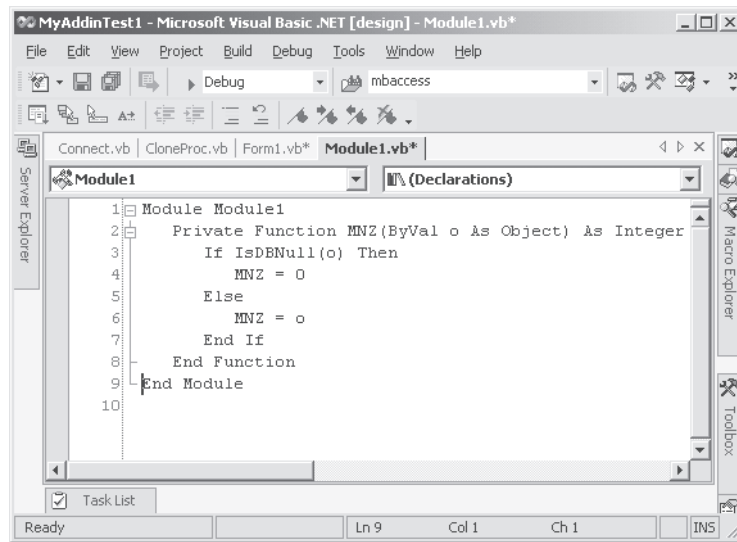 MyAddinTest1 - Microsoft Visual Basic .NET [design] - Module1.vb*
File Edit View Project Build Debug Tools Window Help
Debug mbaccess
Connect.vb CloneProc.vb Form1.vb* Module1.vb*
Module1 (Declarations)
Server Explorer
1 Module Module1
2 Private Function MNZ(ByVal o As Object) As Integer
3 If IsDBNull(o) Then
4 MNZ = 0
5 Else
6 MNZ = o
7 End If
8 End Function
9 End Module
10
Macro Explorer
Toolbox
Task List
Ready Ln 9 Col 1 Ch 1 INS